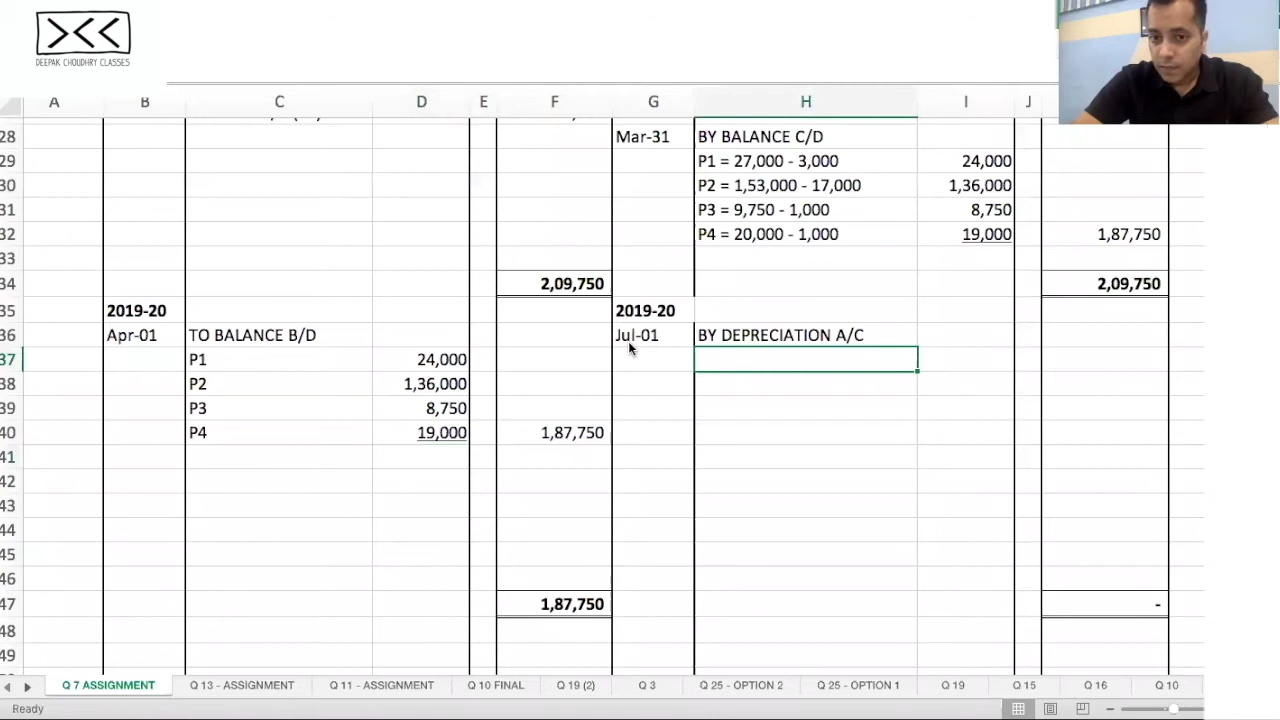 DEEPAK CHOUDHRY CLASSES
A B C D E F G H I J
28 Mar-31 BY BALANCE C/D
29 P1 = 27,000 - 3,000 24,000
30 P2 = 1,53,000 - 17,000 1,36,000
31 P3 = 9,750 - 1,000 8,750
32 P4 = 20,000 - 1,000 19,000 1,87,750
33
34 2,09,750 2,09,750
35 2019-20 2019-20
36 Apr-01 TO BALANCE B/D Jul-01 BY DEPRECIATION A/C
37 P1 24,000
38 P2 1,36,000
39 P3 8,750
40 P4 19,000 1,87,750
41
42
43
44
45
46
47 1,87,750 -
48
49
Q 7 ASSIGNMENT Q 13 - ASSIGNMENT Q 11 - ASSIGNMENT Q 10 FINAL Q 19 (2) Q 3 Q 25 - OPTION 2 Q 25 - OPTION 1 Q 19 Q 15 Q 16 Q 10
Ready